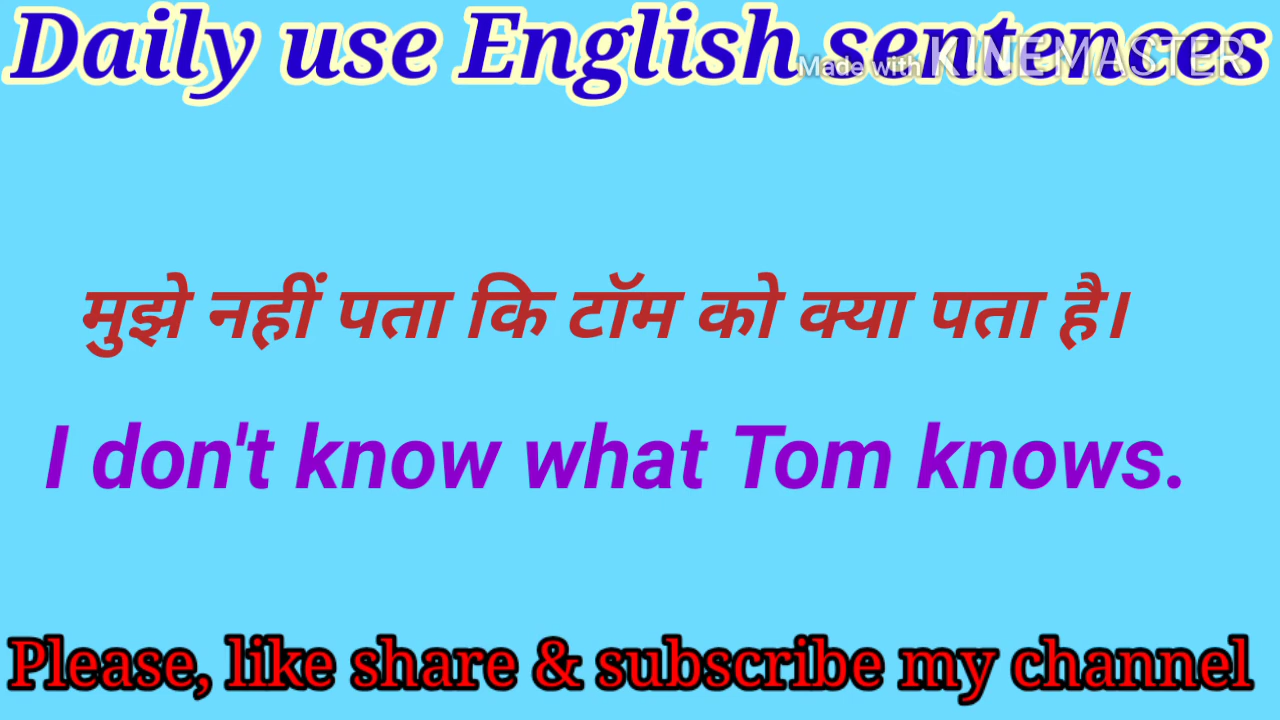 Daily use English sentences
Made with KINEMASTER
मुझे नहीं पता कि टॉम को क्या पता है।
I don't know what Tom knows.
Please, like share & subscribe my channel